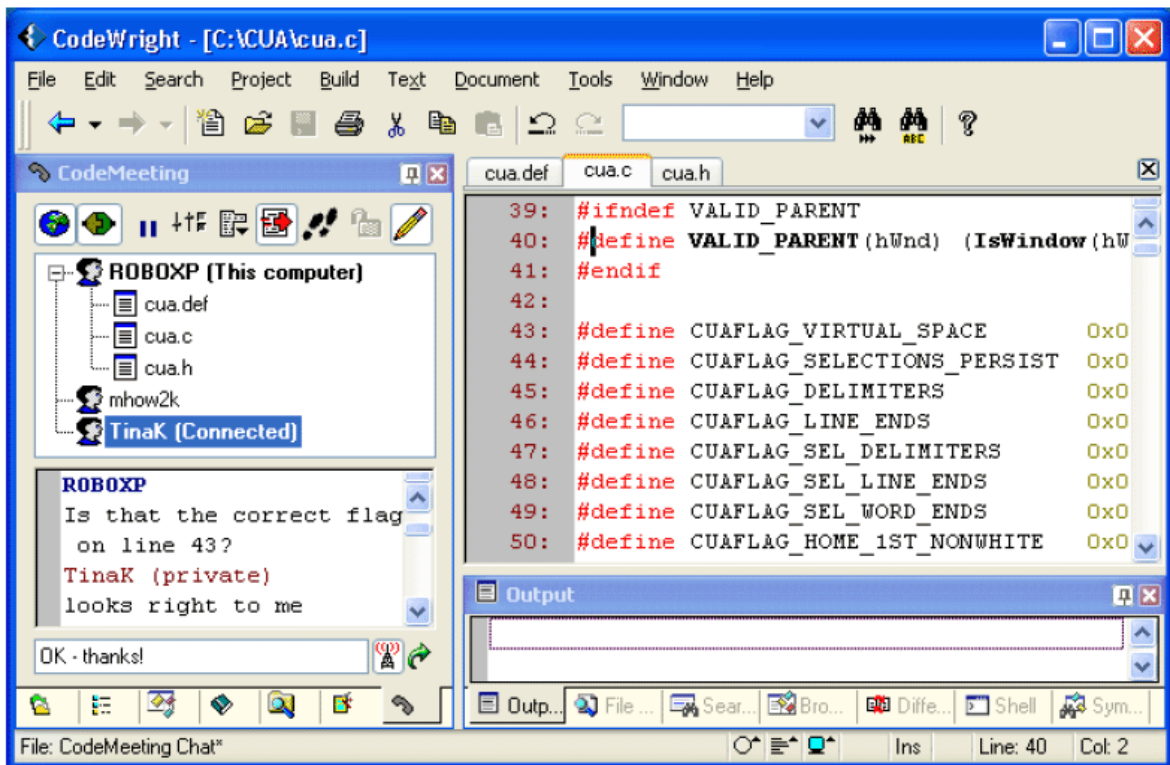 CodeWright - [C:\CUA\cua.c]
File Edit Search Project Build Text Document Tools Window Help
ABC
CodeMeeting
ROBOXP (This computer)
cua.def
cua.c
cua.h
mhow2k
TinaK (Connected)
ROBOXP
Is that the correct flag
on line 43?
TinaK (private)
looks right to me
OK - thanks!
cua.def cua.c cua.h
39: #ifndef VALID_PARENT
40: #define VALID_PARENT(hWnd) (IsWindow(hW
41: #endif
42:
43: #define CUAFLAG_VIRTUAL_SPACE 0x0
44: #define CUAFLAG_SELECTIONS_PERSIST 0x0
45: #define CUAFLAG_DELIMITERS 0x0
46: #define CUAFLAG_LINE_ENDS 0x0
47: #define CUAFLAG_SEL_DELIMITERS 0x0
48: #define CUAFLAG_SEL_LINE_ENDS 0x0
49: #define CUAFLAG_SEL_WORD_ENDS 0x0
50: #define CUAFLAG_HOME_1ST_NONWHITE 0x0
Output
Outp... File ... Sear... Bro... Diffe... Shell Sym...
File: CodeMeeting Chat* Ins Line: 40 Col: 2